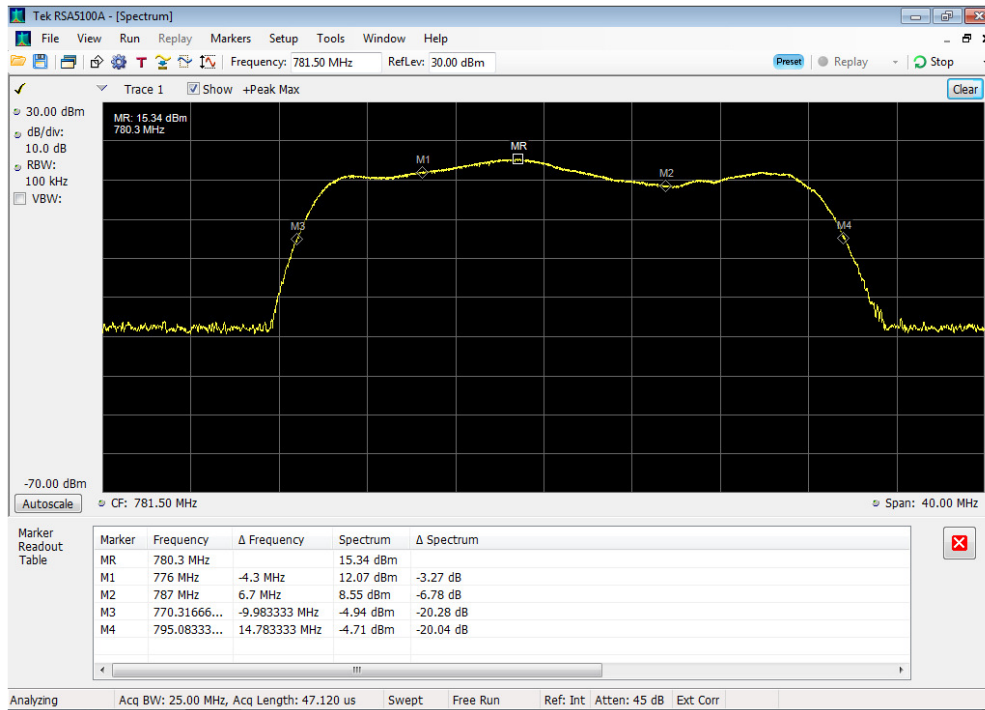 Tek RSA5100A - [Spectrum]
File View Run Replay Markers Setup Tools Window Help
T Frequency: 781.50 MHz RefLev: 30.00 dBm Preset Replay Stop
Trace 1 Show +Peak Max Clear
30.00 dBm
dB/div:
10.0 dB
RBW:
100 kHz
VBW:
MR: 15.34 dBm
780.3 MHz
MR
M1
M2
M3
M4
-70.00 dBm
Autoscale CF: 781.50 MHz Span: 40.00 MHz
Marker Readout Table
Marker Frequency Δ Frequency Spectrum Δ Spectrum
MR 780.3 MHz 15.34 dBm
M1 776 MHz -4.3 MHz 12.07 dBm -3.27 dB
M2 787 MHz 6.7 MHz 8.55 dBm -6.78 dB
M3 770.31666... -9.983333 MHz -4.94 dBm -20.28 dB
M4 795.08333... 14.783333 MHz -4.71 dBm -20.04 dB
Analyzing Acq BW: 25.00 MHz, Acq Length: 47.120 us Swept Free Run Ref: Int Atten: 45 dB Ext Corr